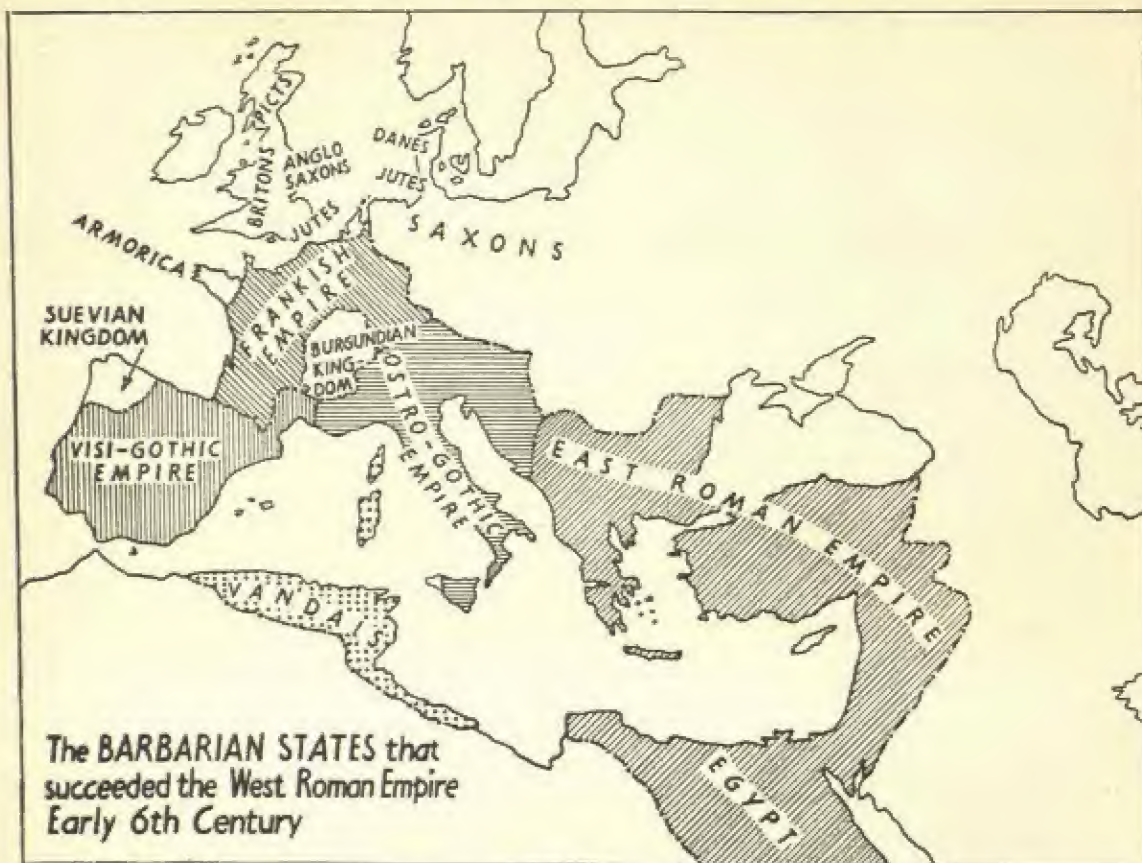 PICTS
BRITONS
ANGLO
SAXONS
DANES
JUTES
JUTES
SAXONS
ARMORICA
FRANKISH
EMPIRE
SUEVIAN
KINGDOM
BURGUNDIAN
KING-
DOM
OSTRO-GOTHIC
EMPIRE
VISI-GOTHIC
EMPIRE
EAST ROMAN EMPIRE
VANDALS
EGYPT
The BARBARIAN STATES that
succeeded the West Roman Empire
Early 6th Century